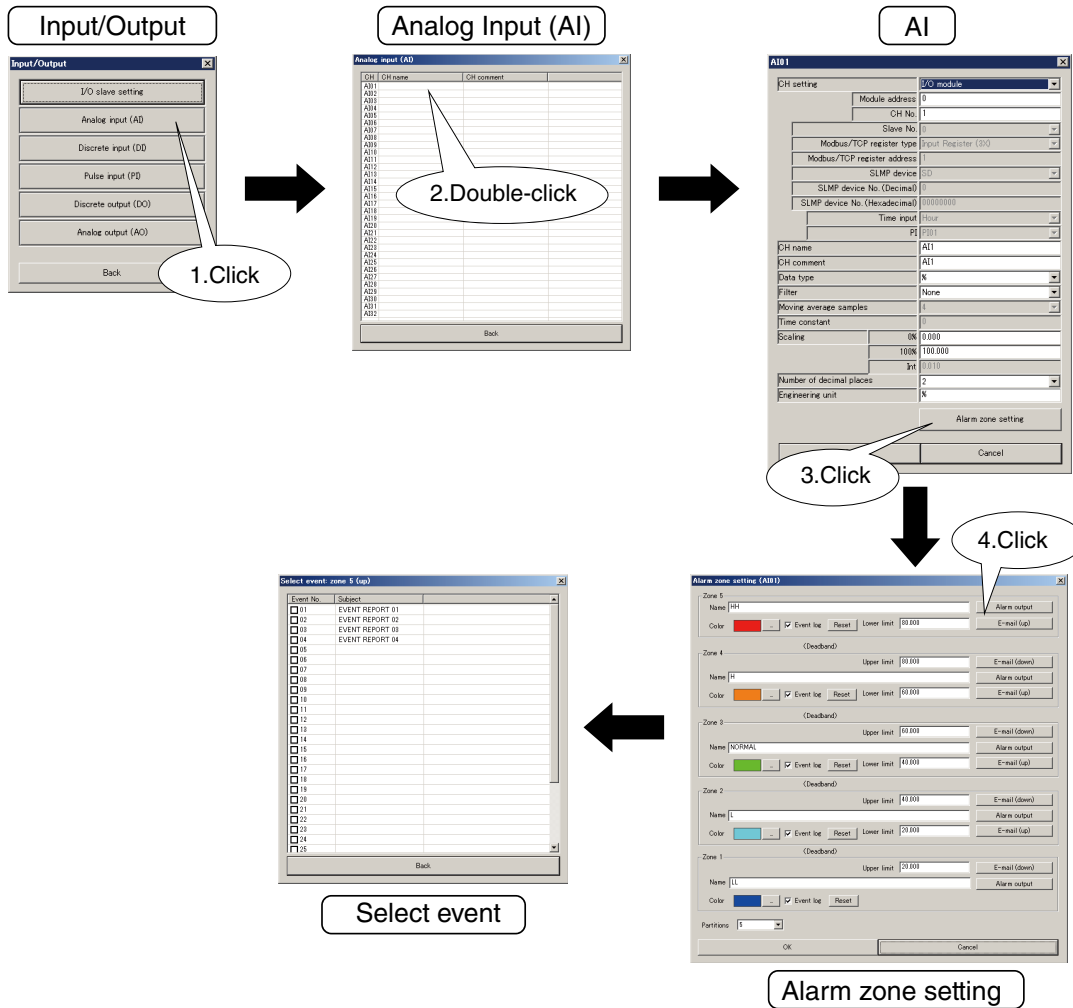 Input/Output
Analog Input (AI)
AI
Input/Output
I/O slave setting
Analog input (AI)
Discrete input (DI)
Pulse input (PI)
Discrete output (DO)
Analog output (AO)
Back
1.Click
Analog input (AI)
CH CH name CH comment
AI01
AI02
AI03
AI04
AI05
AI06
AI07
AI08
AI09
AI10
AI11
AI12
AI13
AI14
AI15
AI16
AI17
AI18
AI19
AI20
AI21
AI22
AI23
AI24
AI25
AI26
AI27
AI28
AI29
AI30
AI31
AI32
Back
2.Double-click
AI01
CH setting I/O module
Module address 0
CH No. 1
Slave No. 0
Modbus/TCP register type Input Register (3X)
Modbus/TCP register address 1
SLMP device SD
SLMP device No. (Decimal) 0
SLMP device No. (Hexadecimal) 00000000
Time input Hour
PI PI01
CH name AI1
CH comment AI1
Data type %
Filter None
Moving average samples 4
Time constant 0
Scaling 0% 0.000
100% 100.000
Int 0.010
Number of decimal places 2
Engineering unit %
Alarm zone setting
Cancel
3.Click
4.Click
Select event: zone 5 (up)
Event No. Subject
01 EVENT REPORT 01
02 EVENT REPORT 02
03 EVENT REPORT 03
04 EVENT REPORT 04
05
06
07
08
09
10
11
12
13
14
15
16
17
18
19
20
21
22
23
24
25
Back
Select event
Alarm zone setting (AI01)
Zone 5
Name HH Alarm output
Color .. Event log Reset Lower limit 80.000 E-mail (up)
(Deadband)
Zone 4
Upper limit 80.000 E-mail (down)
Name H Alarm output
Color .. Event log Reset Lower limit 60.000 E-mail (up)
(Deadband)
Zone 3
Upper limit 60.000 E-mail (down)
Name NORMAL Alarm output
Color .. Event log Reset Lower limit 40.000 E-mail (up)
(Deadband)
Zone 2
Upper limit 40.000 E-mail (down)
Name L Alarm output
Color .. Event log Reset Lower limit 20.000 E-mail (up)
(Deadband)
Zone 1
Upper limit 20.000 E-mail (down)
Name LL Alarm output
Color .. Event log Reset
Partitions 5
OK Cancel
Alarm zone setting